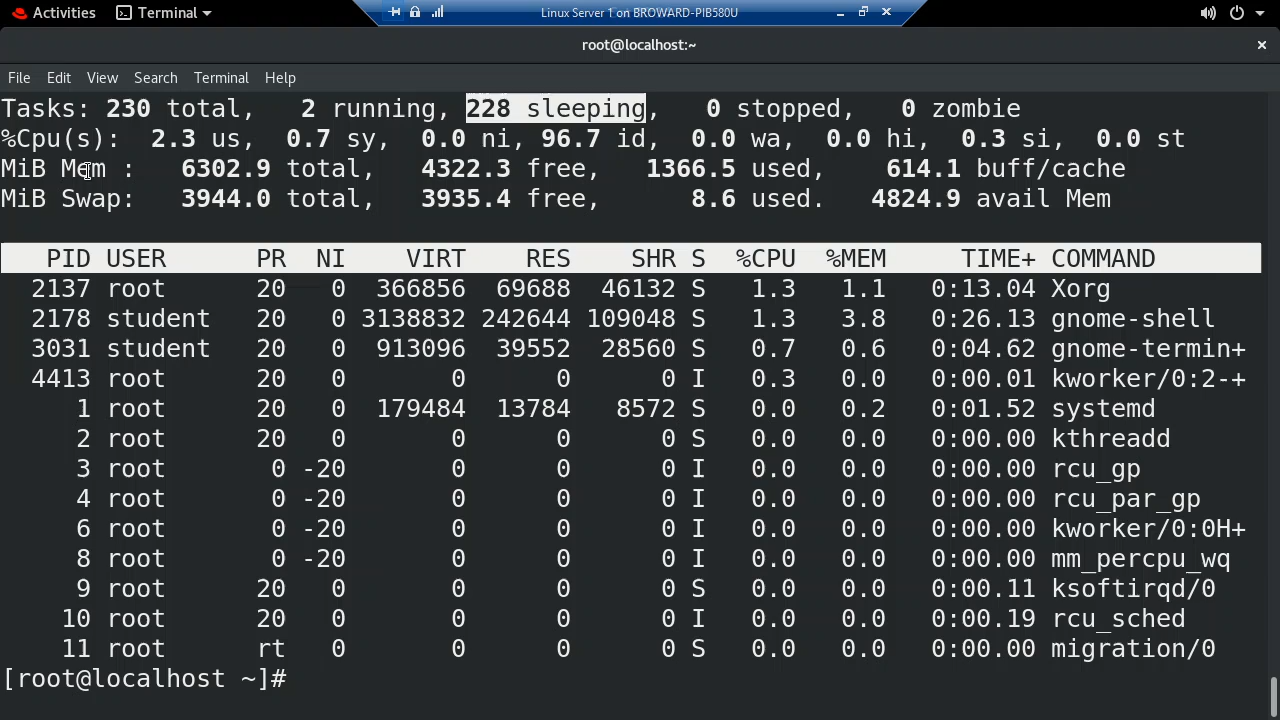 Activities Terminal Linux Server 1 on BROWARD-PIB580U
root@localhost:~
File Edit View Search Terminal Help
Tasks: 230 total, 2 running, 228 sleeping, 0 stopped, 0 zombie
%Cpu(s): 2.3 us, 0.7 sy, 0.0 ni, 96.7 id, 0.0 wa, 0.0 hi, 0.3 si, 0.0 st
MiB Mem : 6302.9 total, 4322.3 free, 1366.5 used, 614.1 buff/cache
MiB Swap: 3944.0 total, 3935.4 free, 8.6 used. 4824.9 avail Mem
PID USER PR NI VIRT RES SHR S %CPU %MEM TIME+ COMMAND
2137 root 20 0 366856 69688 46132 S 1.3 1.1 0:13.04 Xorg
2178 student 20 0 3138832 242644 109048 S 1.3 3.8 0:26.13 gnome-shell
3031 student 20 0 913096 39552 28560 S 0.7 0.6 0:04.62 gnome-termin+
4413 root 20 0 0 0 0 I 0.3 0.0 0:00.01 kworker/0:2-+
1 root 20 0 179484 13784 8572 S 0.0 0.2 0:01.52 systemd
2 root 20 0 0 0 0 S 0.0 0.0 0:00.00 kthreadd
3 root 0 -20 0 0 0 I 0.0 0.0 0:00.00 rcu_gp
4 root 0 -20 0 0 0 I 0.0 0.0 0:00.00 rcu_par_gp
6 root 0 -20 0 0 0 I 0.0 0.0 0:00.00 kworker/0:0H+
8 root 0 -20 0 0 0 I 0.0 0.0 0:00.00 mm_percpu_wq
9 root 20 0 0 0 0 S 0.0 0.0 0:00.11 ksoftirqd/0
10 root 20 0 0 0 0 I 0.0 0.0 0:00.19 rcu_sched
11 root rt 0 0 0 0 S 0.0 0.0 0:00.00 migration/0
[root@localhost ~]#